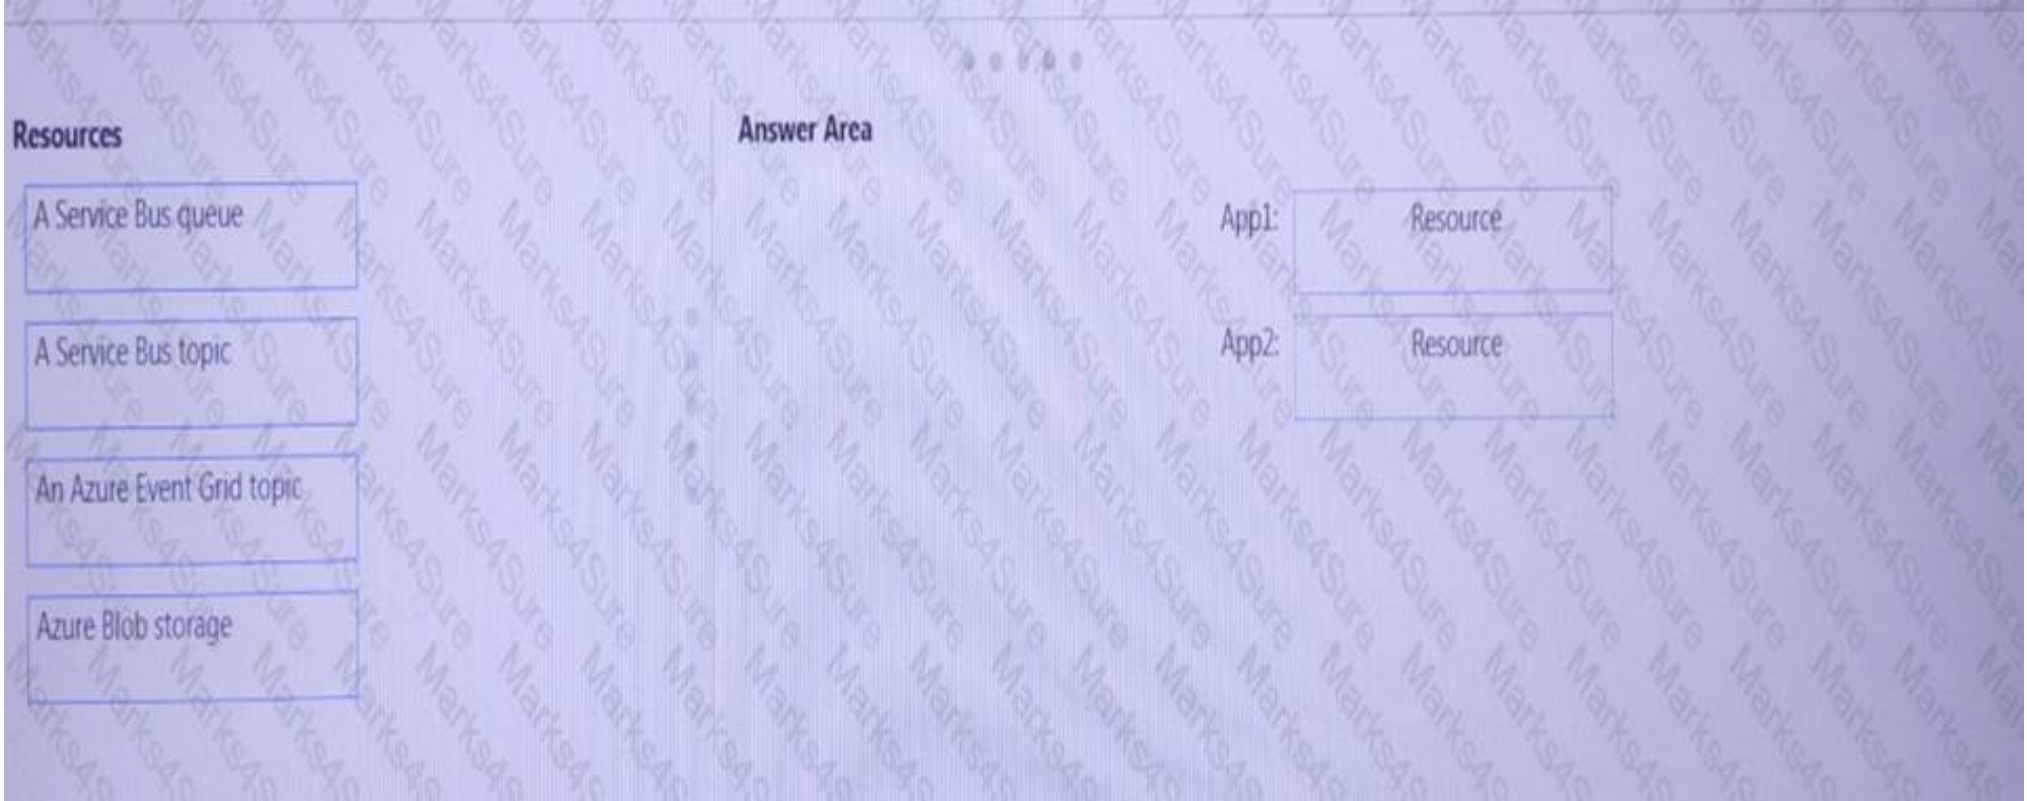 Resources
A Service Bus queue
A Service Bus topic
An Azure Event Grid topic
Azure Blob storage
Answer Area
App1: Resource
App2: Resource
Marks4Sure